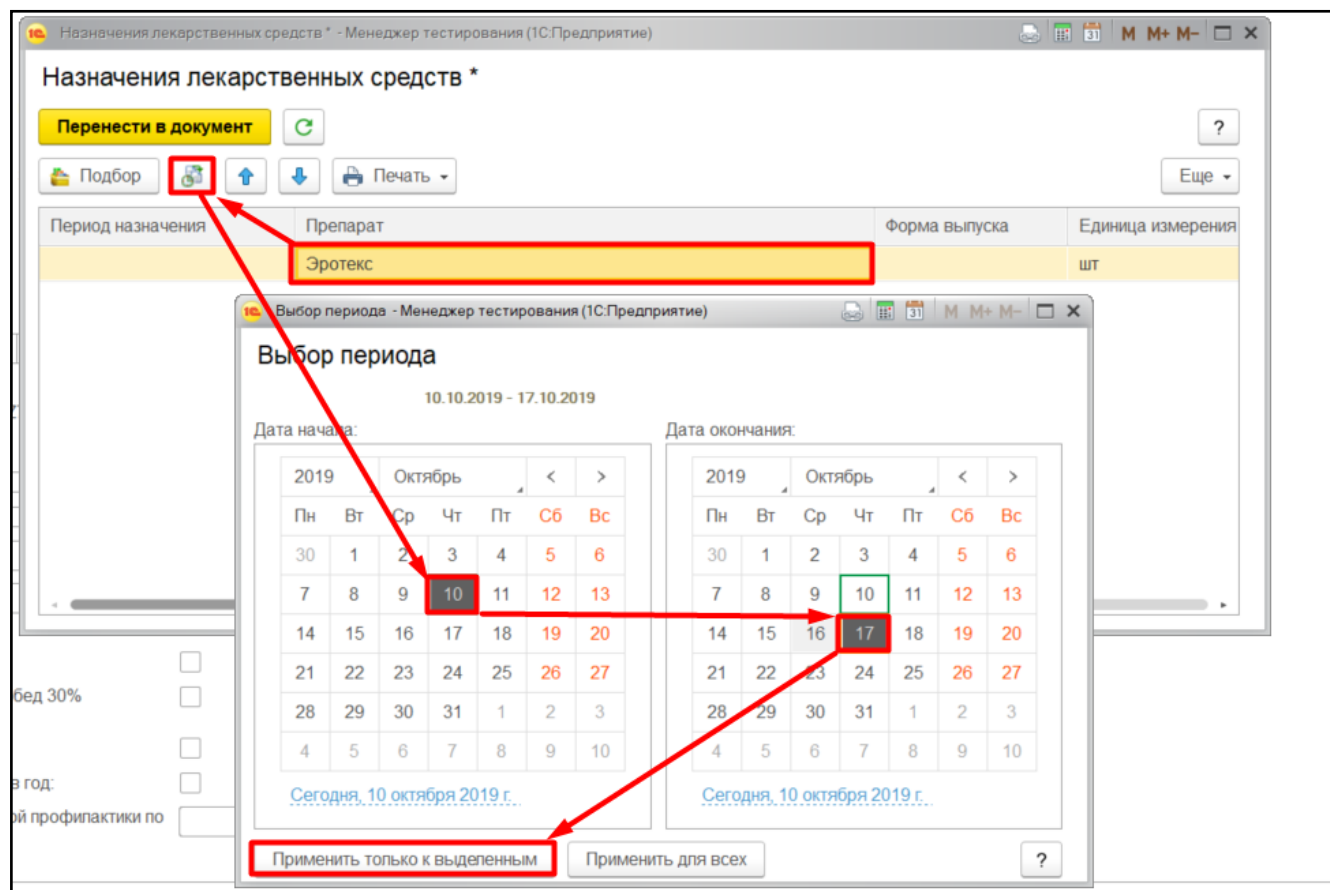 Назначения лекарственных средств * - Менеджер тестирования (1С:Предприятие) 31 M M+ M-
Назначения лекарственных средств *
Перенести в документ ?
Подбор Печать Еще
Период назначения Препарат Форма выпуска Единица измерения
Эротекс шт
Выбор периода - Менеджер тестирования (1С:Предприятие) 31 M M+ M-
Выбор периода
10.10.2019 - 17.10.2019
Дата начала: Дата окончания:
2019 Октябрь < > 2019 Октябрь < >
Пн Вт Ср Чт Пт Сб Вс Пн Вт Ср Чт Пт Сб Вс
30 1 2 3 4 5 6 30 1 2 3 4 5 6
7 8 9 10 11 12 13 7 8 9 10 11 12 13
14 15 16 17 18 19 20 14 15 16 17 18 19 20
21 22 23 24 25 26 27 21 22 23 24 25 26 27
бед 30%
28 29 30 31 1 2 3 28 29 30 31 1 2 3
4 5 6 7 8 9 10 4 5 6 7 8 9 10
в год:
Сегодня, 10 октября 2019 г. Сегодня, 10 октября 2019 г.
ой профилактики по
Применить только к выделенным Применить для всех ?